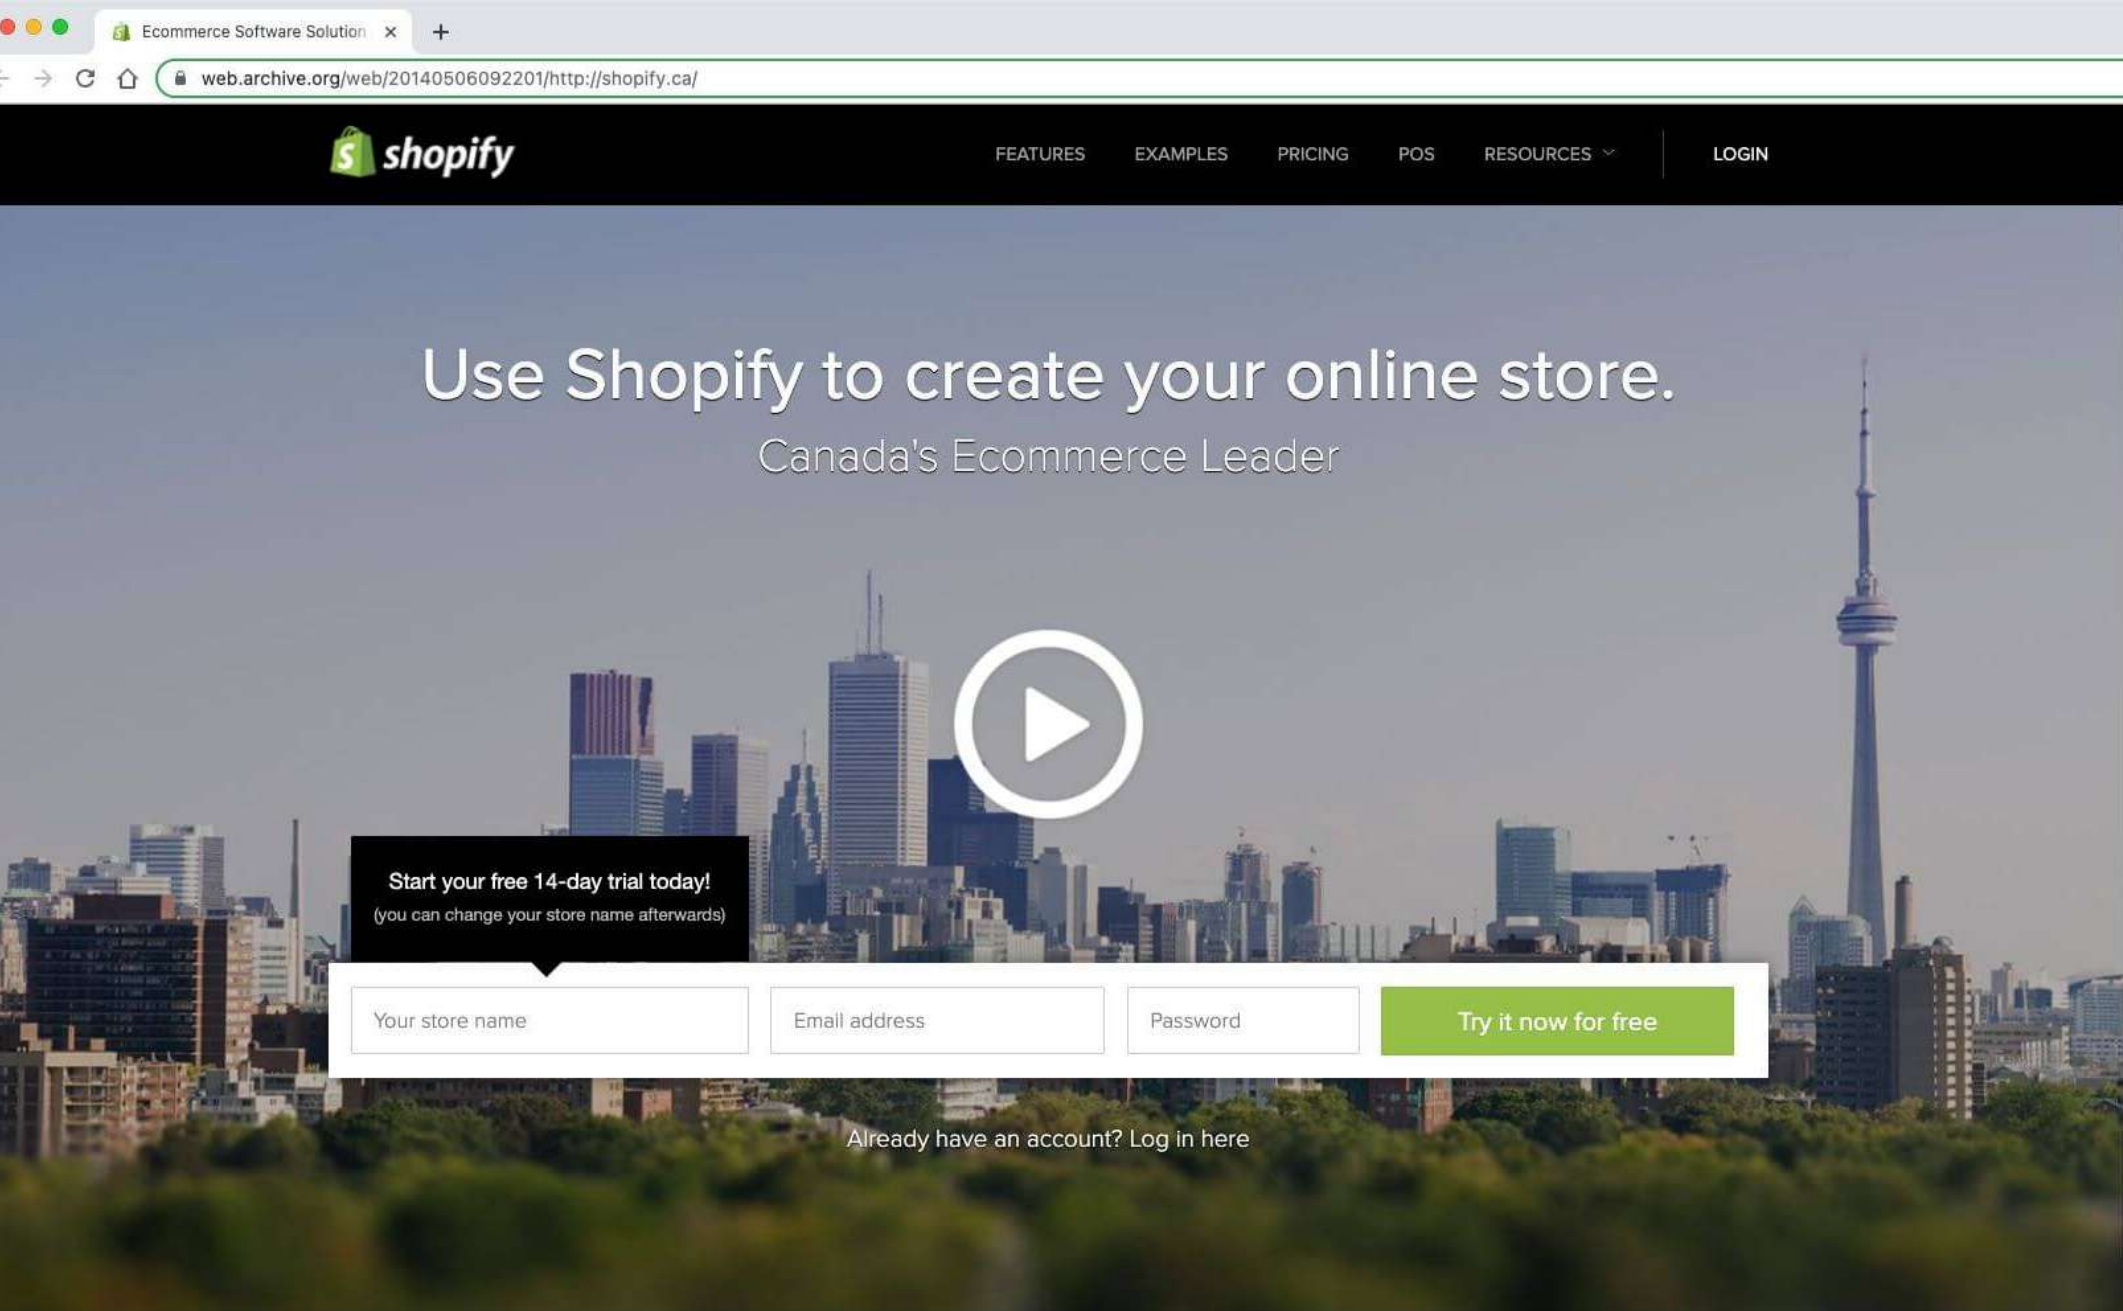 Ecommerce Software Solution
web.archive.org/web/20140506092201/http://shopify.ca/
shopify
FEATURES EXAMPLES PRICING POS RESOURCES LOGIN
Use Shopify to create your online store.
Canada's Ecommerce Leader
Start your free 14-day trial today!
(you can change your store name afterwards)
Your store name Email address Password Try it now for free
Already have an account? Log in here